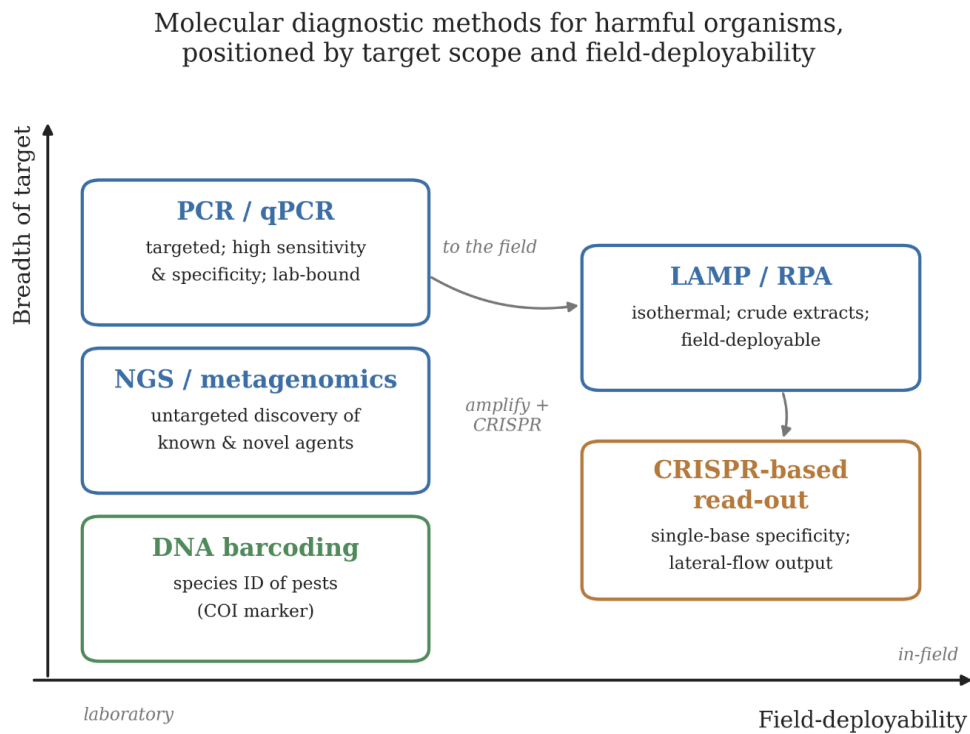 Molecular diagnostic methods for harmful organisms,
positioned by target scope and field-deployability
Breadth of target
PCR / qPCR
targeted; high sensitivity
& specificity; lab-bound
to the field
LAMP / RPA
isothermal; crude extracts;
field-deployable
NGS / metagenomics
untargeted discovery of
known & novel agents
amplify +
CRISPR
CRISPR-based
read-out
single-base specificity;
lateral-flow output
DNA barcoding
species ID of pests
(COI marker)
in-field
laboratory
Field-deployability